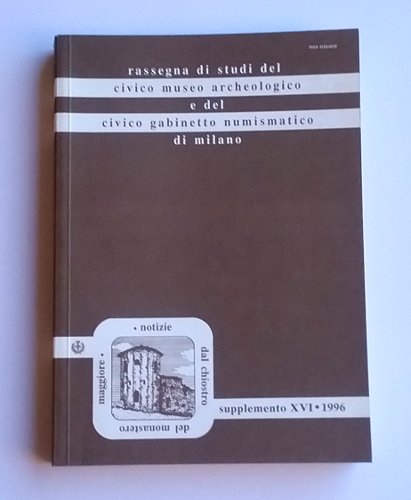 rassegna di studi del
civico museo archeologico
e del
civico gabinetto numismatico
di milano
• notizie
dal chiostro
del monastero
maggiore •
supplemento XVI • 1996